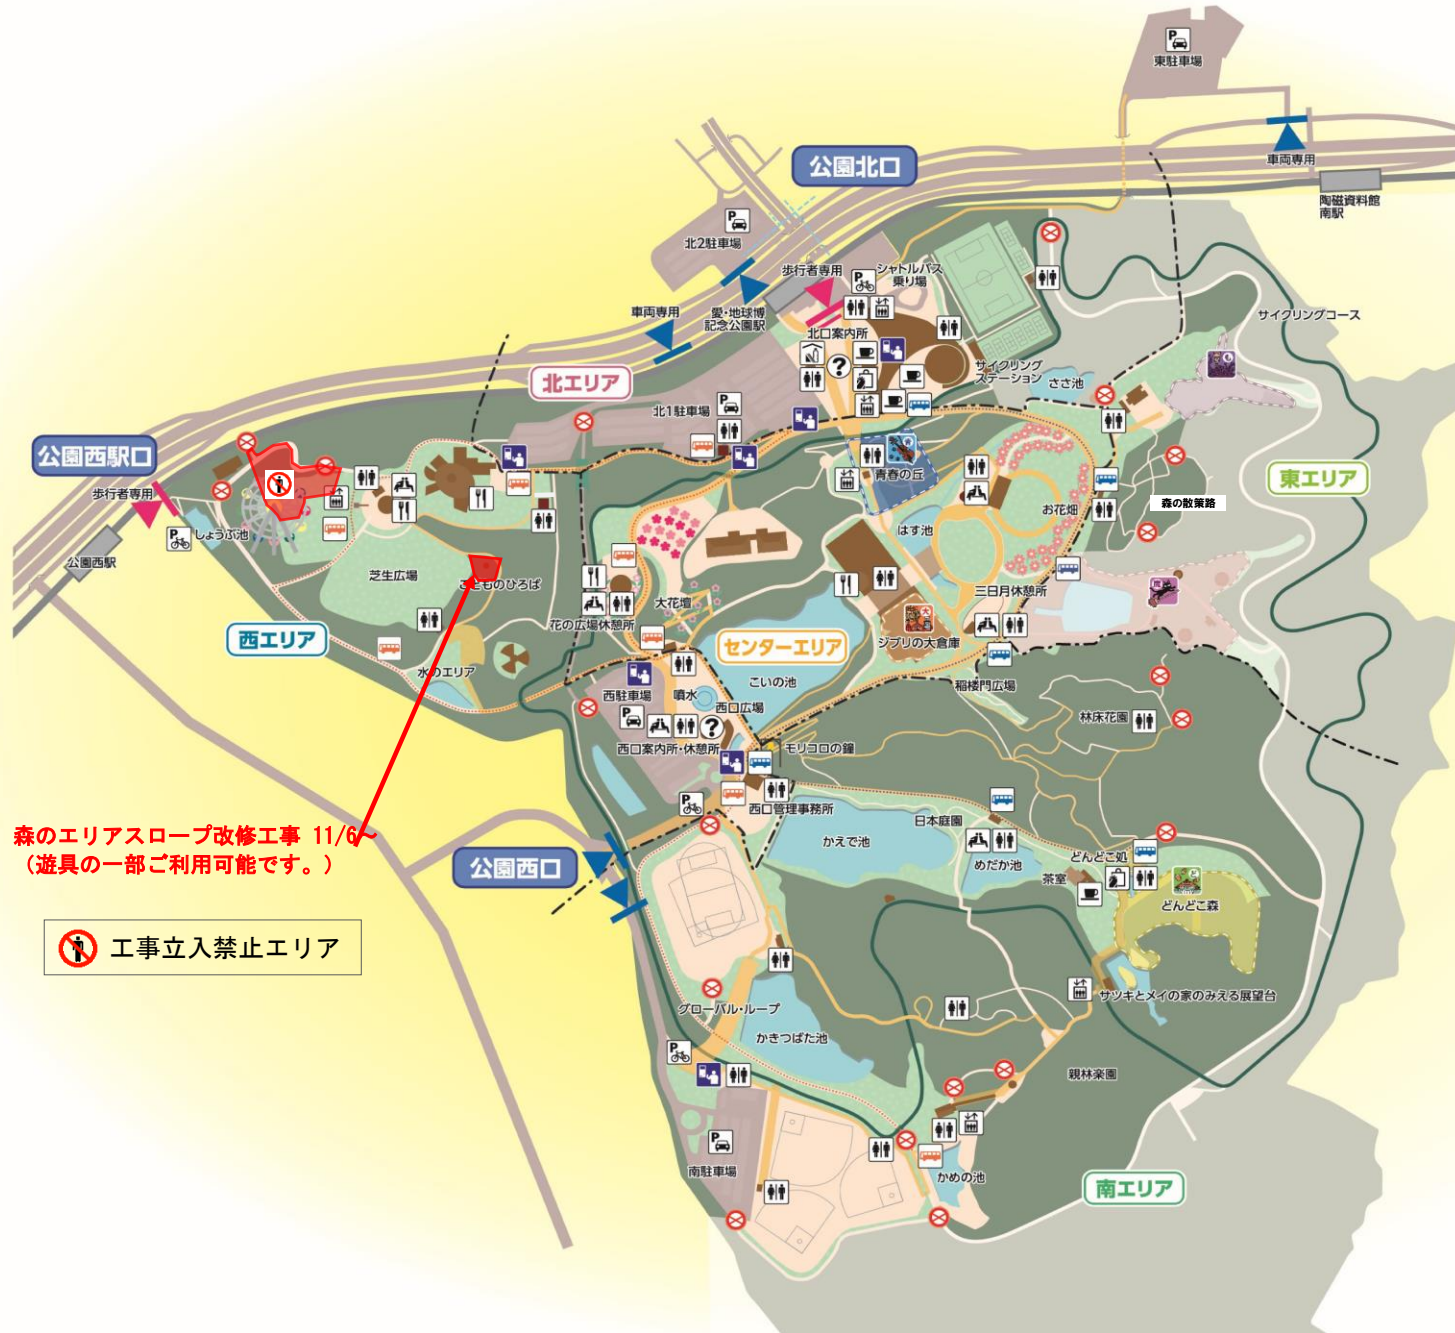 P
東駐車場
公園北口
車両専用
陶磁資料館
南駅
P
北2駐車場
歩行者専用
シャトルバス
乗り場
車両専用
愛・地球博
記念公園駅
北口案内所
?
サイクリングコース
サイクリング
ステーション
ささ池
北エリア
P
北1駐車場
公園西駅口
歩行者専用
P
しょうぶ池
公園西駅
青春の丘
お花畑
森の散策路
東エリア
はす池
芝生広場
こどものひろば
三日月休憩所
大花壇
花の広場休憩所
西エリア
センターエリア
ジブリの大倉庫
水のエリア
西駐車場
噴水
こいの池
稲楼門広場
P
西口広場
林床花園
?
西口案内所・休憩所
モリコロの鐘
P
西口管理事務所
日本庭園
森のエリアスロープ改修工事 11/6～
（遊具の一部ご利用可能です。）
かえで池
めだか池
どんどこ処
茶室
公園西口
どんどこ森
工事立入禁止エリア
サツキとメイの家のみえる展望台
グローバル・ループ
かきつばた池
P
親林楽園
P
南駐車場
かめの池
南エリア